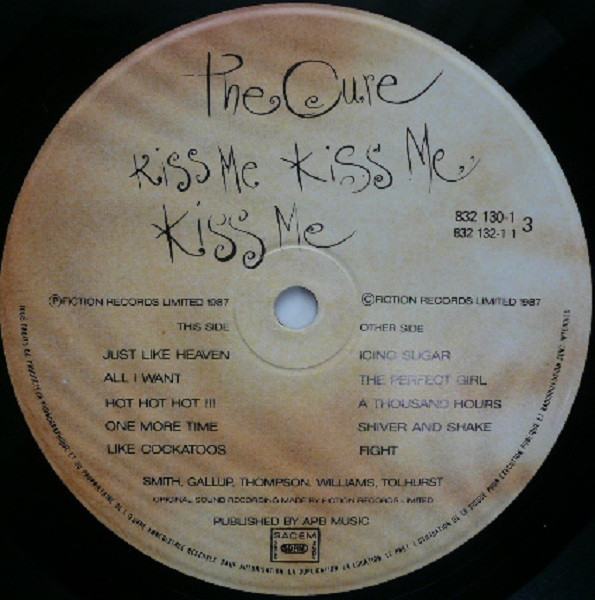 The Cure
Kiss Me Kiss Me
Kiss Me
832 130-1
832 132-1 1
3
ⓅFICTION RECORDS LIMITED 1987
ⒸFICTION RECORDS LIMITED 1987
THIS SIDE
JUST LIKE HEAVEN
ALL I WANT
HOT HOT HOT !!!
ONE MORE TIME
LIKE COCKATOOS
OTHER SIDE
ICING SUGAR
THE PERFECT GIRL
A THOUSAND HOURS
SHIVER AND SHAKE
FIGHT
SMITH, GALLUP, THOMPSON, WILLIAMS, TOLHURST
ORIGINAL SOUND RECORDING MADE BY FICTION RECORDS LIMITED
PUBLISHED BY APB MUSIC
SACEM